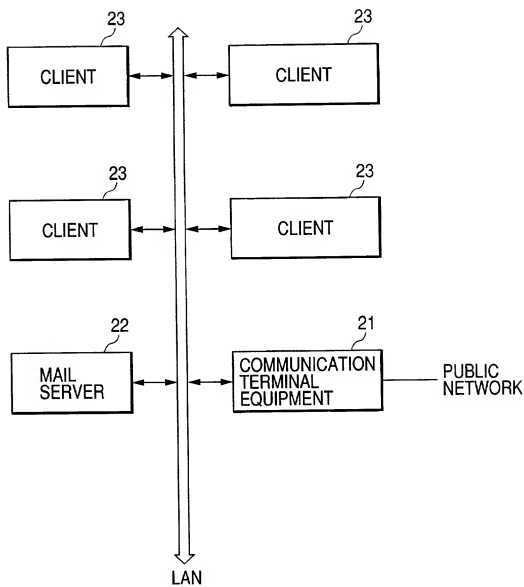 23
CLIENT
23
CLIENT
23
CLIENT
23
CLIENT
22
MAIL
SERVER
21
COMMUNICATION
TERMINAL
EQUIPMENT
PUBLIC
NETWORK
LAN